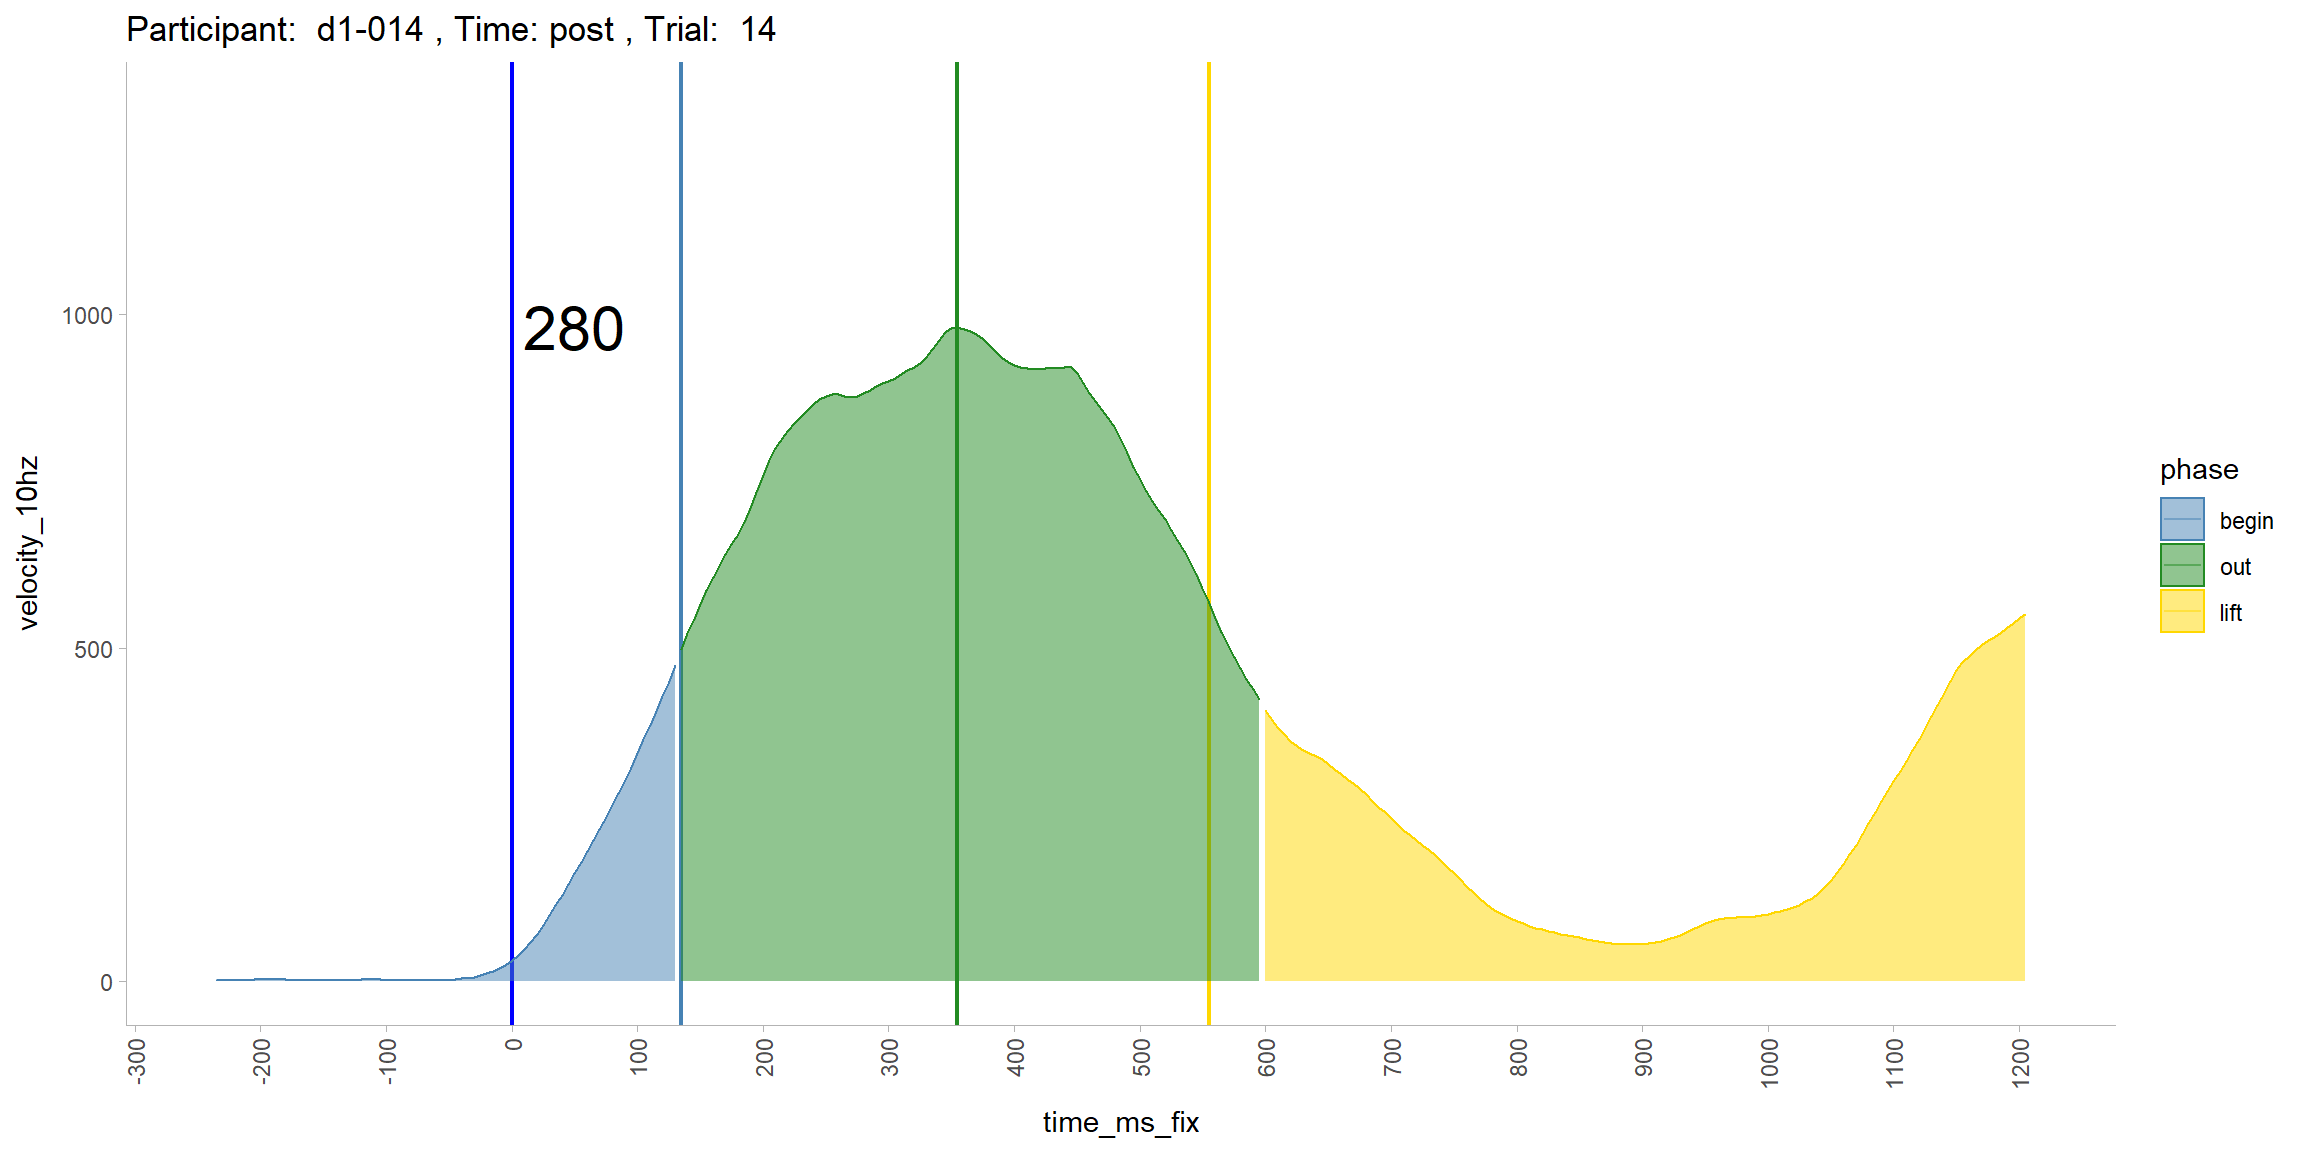 Participant:  d1-014 , Time: post , Trial:  14
280
velocity_10hz
1000
500
0
-300
-200
-100
0
100
200
300
400
500
600
700
800
900
1000
1100
1200
time_ms_fix
phase
begin
out
lift